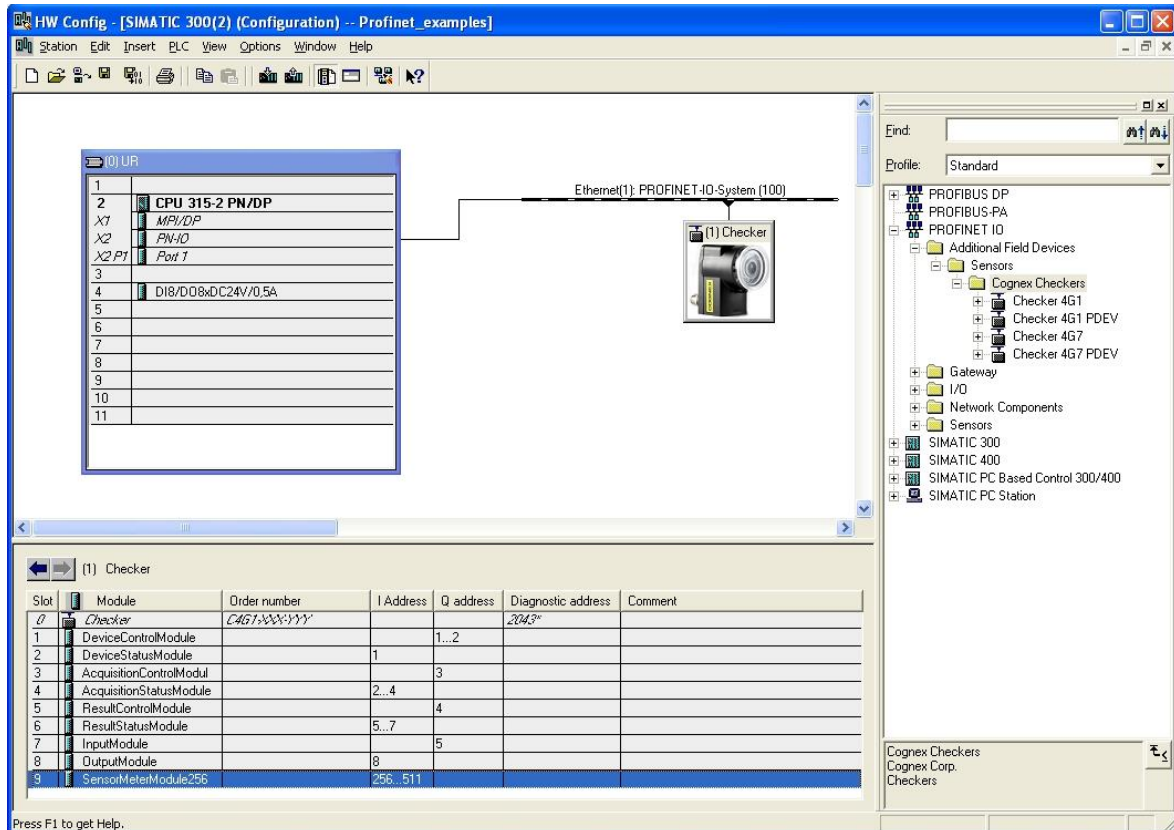 HW Config - [SIMATIC 300(2) (Configuration) -- Profinet_examples]
Station Edit Insert PLC View Options Window Help
(0) UR
1
2 CPU 315-2 PN/DP
X1 MPI/DP
X2 PN-IO
X2 P1 Port 1
3
4 DI8/DO8xDC24V/0,5A
5
6
7
8
9
10
11
Ethernet(1): PROFINET-IO-System (100)
(1) Checker
Find:
Profile: Standard
PROFIBUS DP
PROFIBUS-PA
PROFINET IO
Additional Field Devices
Sensors
Cognex Checkers
Checker 4G1
Checker 4G1 PDEV
Checker 4G7
Checker 4G7 PDEV
Gateway
I/O
Network Components
Sensors
SIMATIC 300
SIMATIC 400
SIMATIC PC Based Control 300/400
SIMATIC PC Station
Cognex Checkers
Cognex Corp.
Checkers
(1) Checker
Slot Module Order number I Address Q address Diagnostic address Comment
0 Checker C4G1-XXX-YYY 2043*
1 DeviceControlModule 1...2
2 DeviceStatusModule 1
3 AcquisitionControlModul 3
4 AcquisitionStatusModule 2...4
5 ResultControlModule 4
6 ResultStatusModule 5...7
7 InputModule 5
8 OutputModule 8
9 SensorMeterModule256 256...511
Press F1 to get Help.